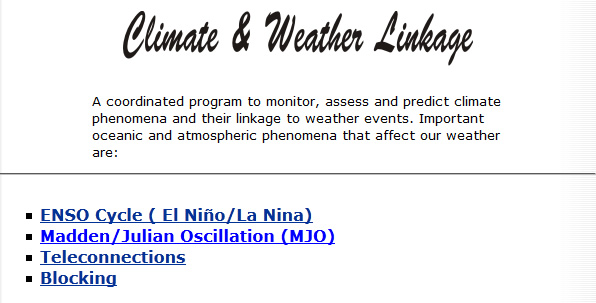 Climate & Weather Linkage
A coordinated program to monitor, assess and predict climate
phenomena and their linkage to weather events. Important
oceanic and atmospheric phenomena that affect our weather
are:
ENSO Cycle ( El Niño/La Nina)
Madden/Julian Oscillation (MJO)
Teleconnections
Blocking